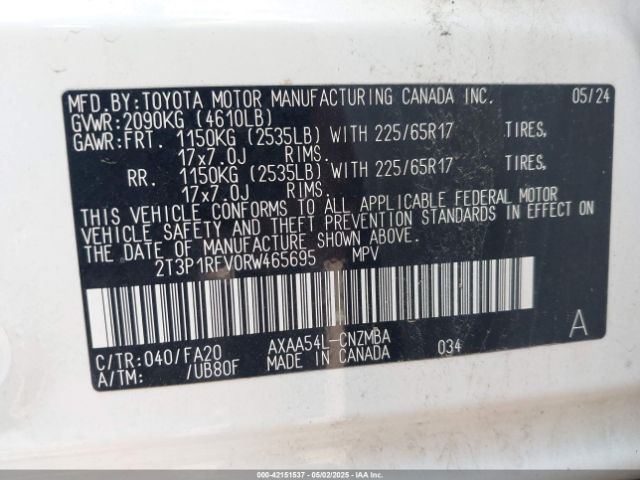 MFD. BY: TOYOTA MOTOR MANUFACTURING CANADA INC. 05/24
GVWR: 2090KG (4610LB)
GAWR: FRT. 1150KG (2535LB) WITH 225/65R17 TIRES,
17x7.0J RIMS.
RR. 1150KG (2535LB) WITH 225/65R17 TIRES,
17x7.0J RIMS.
THIS VEHICLE CONFORMS TO ALL APPLICABLE FEDERAL MOTOR
VEHICLE SAFETY AND THEFT PREVENTION STANDARDS IN EFFECT ON
THE DATE OF MANUFACTURE SHOWN ABOVE.
2T3P1RFV0RW465695 MPV
C/TR: 040/FA20 AXAA54L-CNZMBA A
A/TM: /UB80F MADE IN CANADA 034
000-42151537 - 05/02/2025 - IAA, Inc.